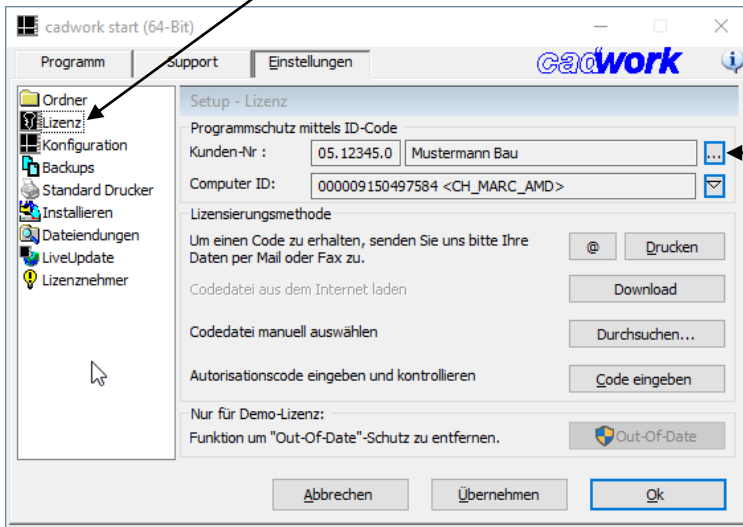 cadwork start (64-Bit)
Programm Support Einstellungen cadwork
Ordner
Lizenz
Konfiguration
Backups
Standard Drucker
Installieren
Dateiendungen
LiveUpdate
Lizenznehmer
Setup - Lizenz
Programmschutz mittels ID-Code
Kunden-Nr : 05.12345.0 Mustermann Bau ...
Computer ID: 000009150497584 <CH_MARC_AMD>
Lizensierungsmethode
Um einen Code zu erhalten, senden Sie uns bitte Ihre
Daten per Mail oder Fax zu.
@ Drucken
Codedatei aus dem Internet laden Download
Codedatei manuell auswählen Durchsuchen...
Autorisationscode eingeben und kontrollieren Code eingeben
Nur für Demo-Lizenz:
Funktion um "Out-Of-Date"-Schutz zu entfernen. Out-Of-Date
Abbrechen Übernehmen Ok